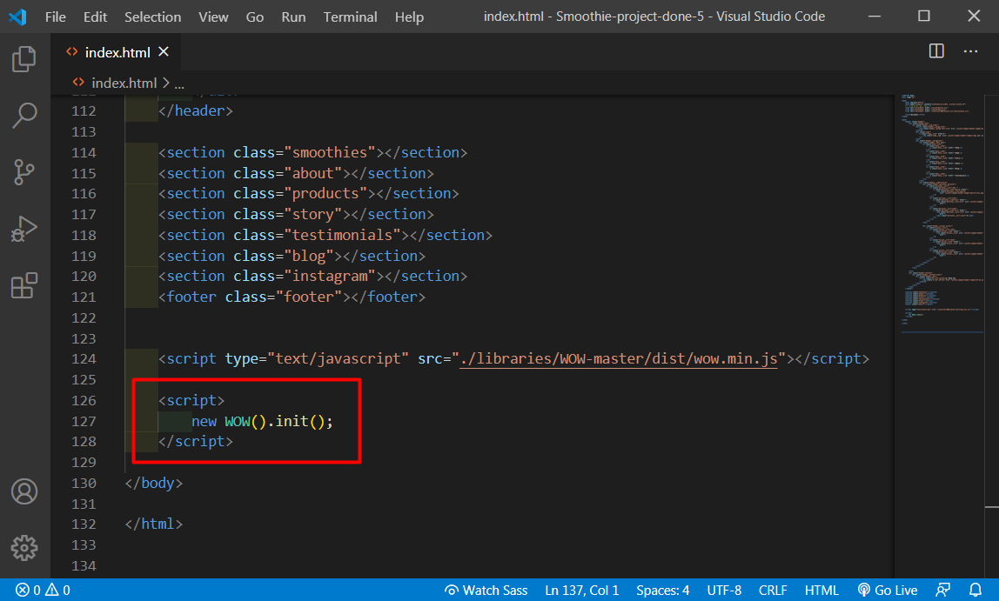 File Edit Selection View Go Run Terminal Help index.html - Smoothie-project-done-5 - Visual Studio Code
<> index.html
<> index.html > ...
112 </header>
113
114 <section class="smoothies"></section>
115 <section class="about"></section>
116 <section class="products"></section>
117 <section class="story"></section>
118 <section class="testimonials"></section>
119 <section class="blog"></section>
120 <section class="instagram"></section>
121 <footer class="footer"></footer>
122
123
124 <script type="text/javascript" src="./libraries/WOW-master/dist/wow.min.js"></script>
125
126 <script>
127 new WOW().init();
128 </script>
129
130 </body>
131
132 </html>
133
134
0 0 Watch Sass Ln 137, Col 1 Spaces: 4 UTF-8 CRLF HTML Go Live